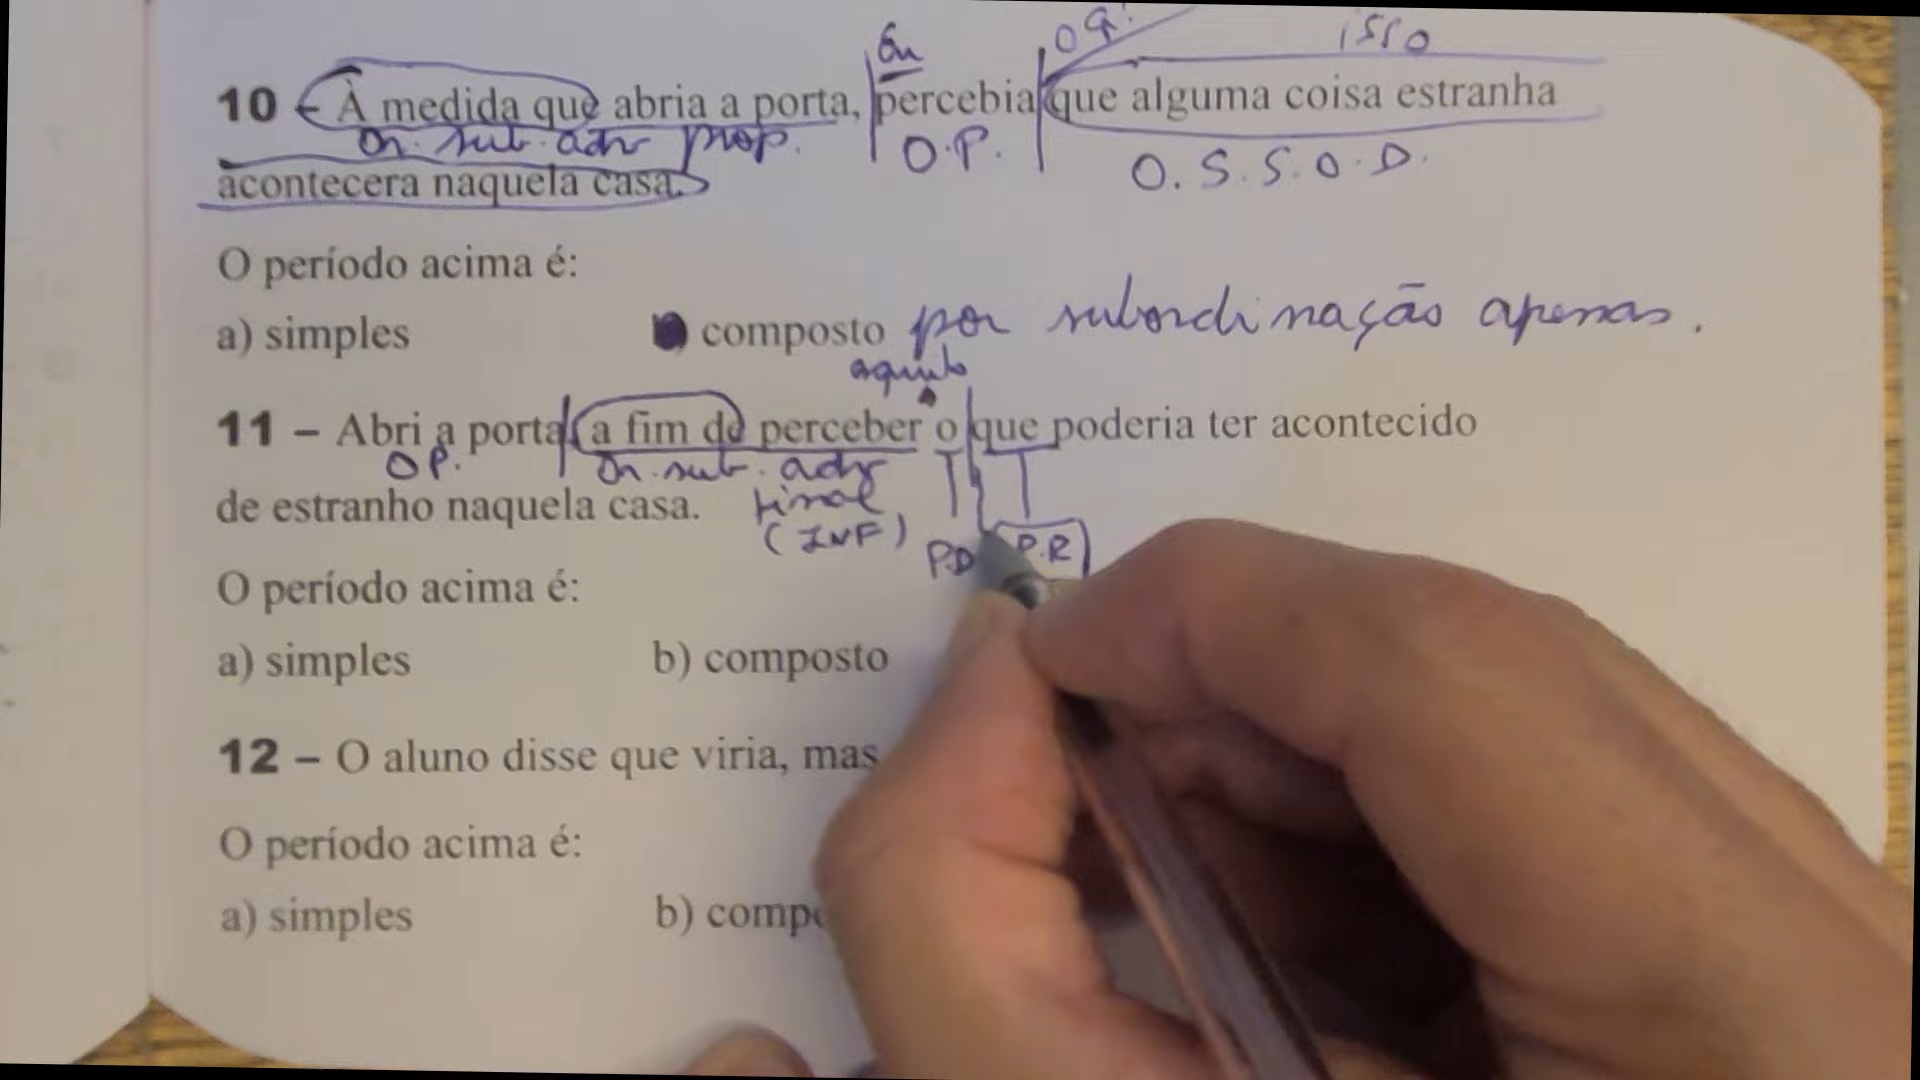 Eu o q? isso
10 - À medida que abria a porta, percebia que alguma coisa estranha
Or. sub. adv prop. O.P. O. S. S. O. D.
acontecera naquela casa.
O período acima é:
a) simples composto por subordinação apenas.
aquilo
11 – Abri a porta a fim de perceber o que poderia ter acontecido
OP. Or. sub. adv
de estranho naquela casa. final
(INF) P.D P.R
O período acima é:
a) simples b) composto
12 – O aluno disse que viria, mas
O período acima é:
a) simples b) compo